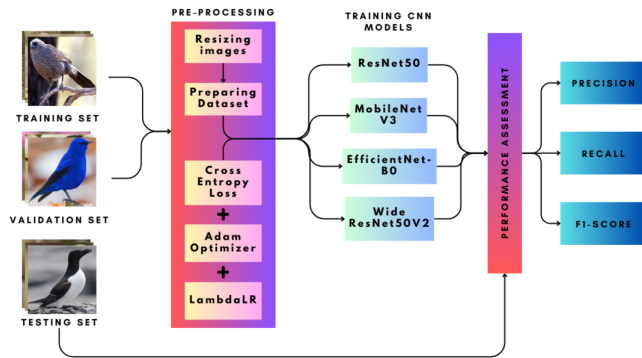 TRAINING SET
VALIDATION SET
TESTING SET
PRE-PROCESSING
Resizing
images
Preparing
Dataset
Cross
Entropy
Loss
+
Adam
Optimizer
+
LambdaLR
TRAINING CNN
MODELS
ResNet50
MobileNet
V3
EfficientNet-
B0
Wide
ResNet50V2
PERFORMANCE ASSESSMENT
PRECISION
RECALL
F1-SCORE